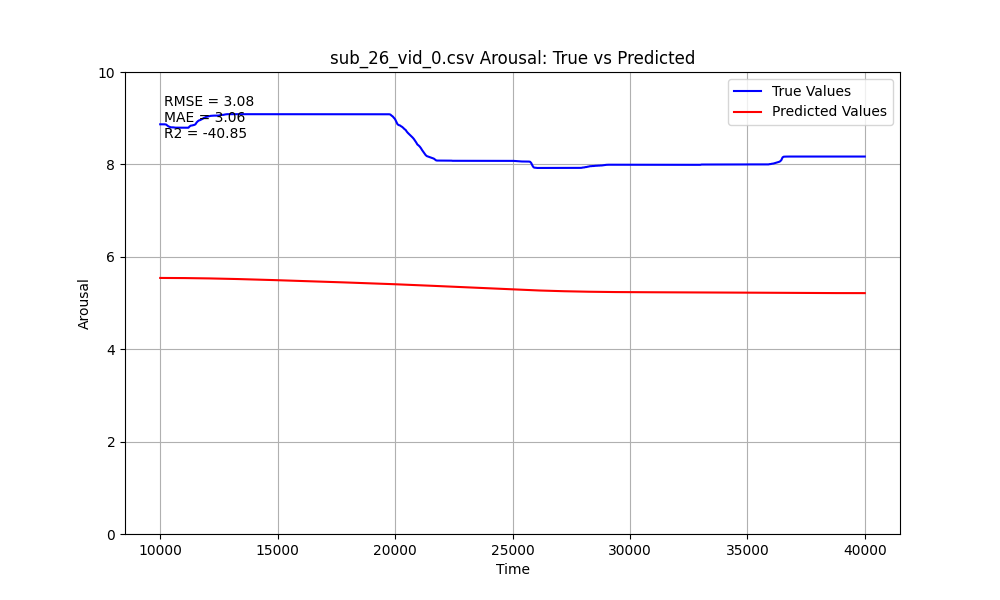 sub_26_vid_0.csv Arousal: True vs Predicted
RMSE = 3.08
MAE = 3.06
R2 = -40.85
True Values
Predicted Values
Arousal
10
8
6
4
2
0
10000
15000
20000
25000
30000
35000
40000
Time